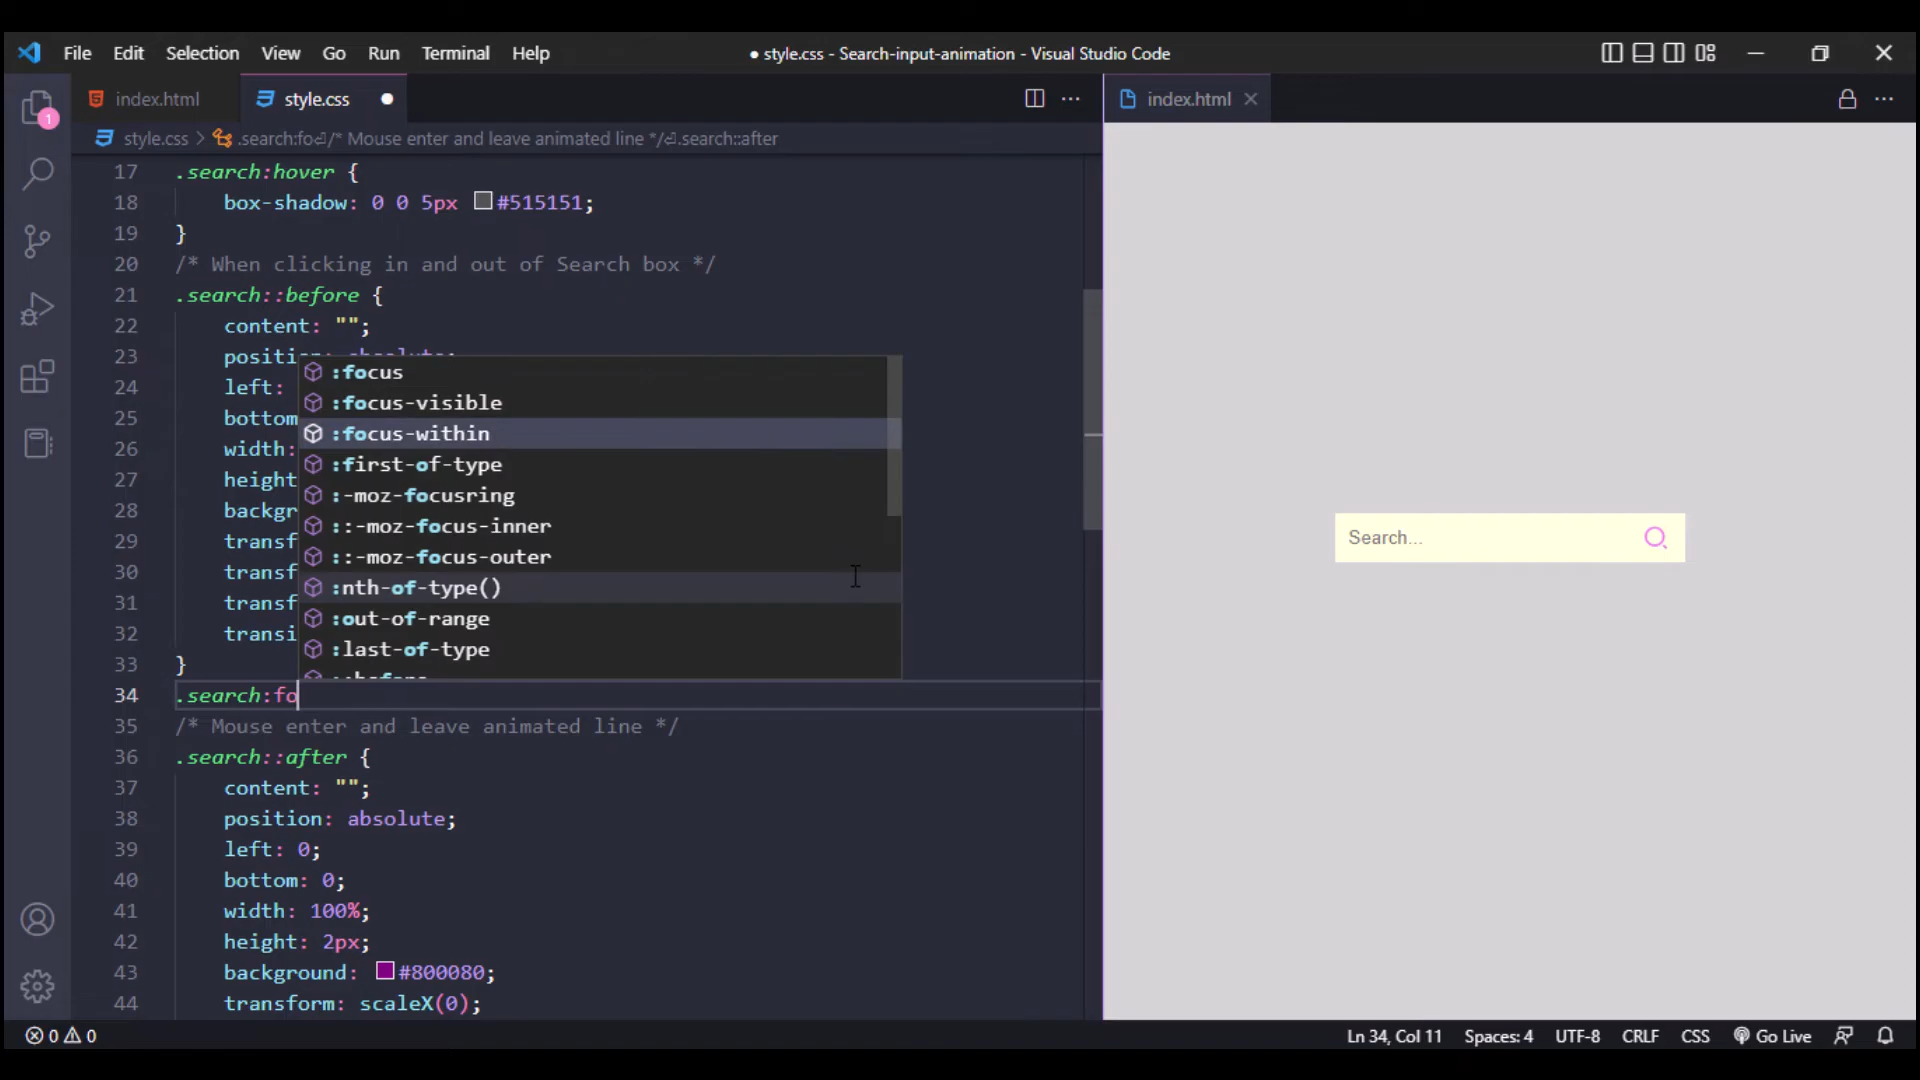 File Edit Selection View Go Run Terminal Help
● style.css - Search-input-animation - Visual Studio Code
index.html
style.css ●
index.html
style.css > .search:fo⏎/* Mouse enter and leave animated line */⏎.search::after
1
17 .search:hover {
18 box-shadow: 0 0 5px #515151;
19 }
20 /* When clicking in and out of Search box */
21 .search::before {
22 content: "";
23 position: absolute;
24 left:
25 bottom
26 width:
27 height
28 backgr
29 transf
30 transf
31 transf
32 transi
33 }
34 .search:fo
35 /* Mouse enter and leave animated line */
36 .search::after {
37 content: "";
38 position: absolute;
39 left: 0;
40 bottom: 0;
41 width: 100%;
42 height: 2px;
43 background: #800080;
44 transform: scaleX(0);
:focus
:focus-visible
:focus-within
:first-of-type
:-moz-focusring
::-moz-focus-inner
::-moz-focus-outer
:nth-of-type()
:out-of-range
:last-of-type
::before
Search...
0 0
Ln 34, Col 11 Spaces: 4 UTF-8 CRLF CSS Go Live